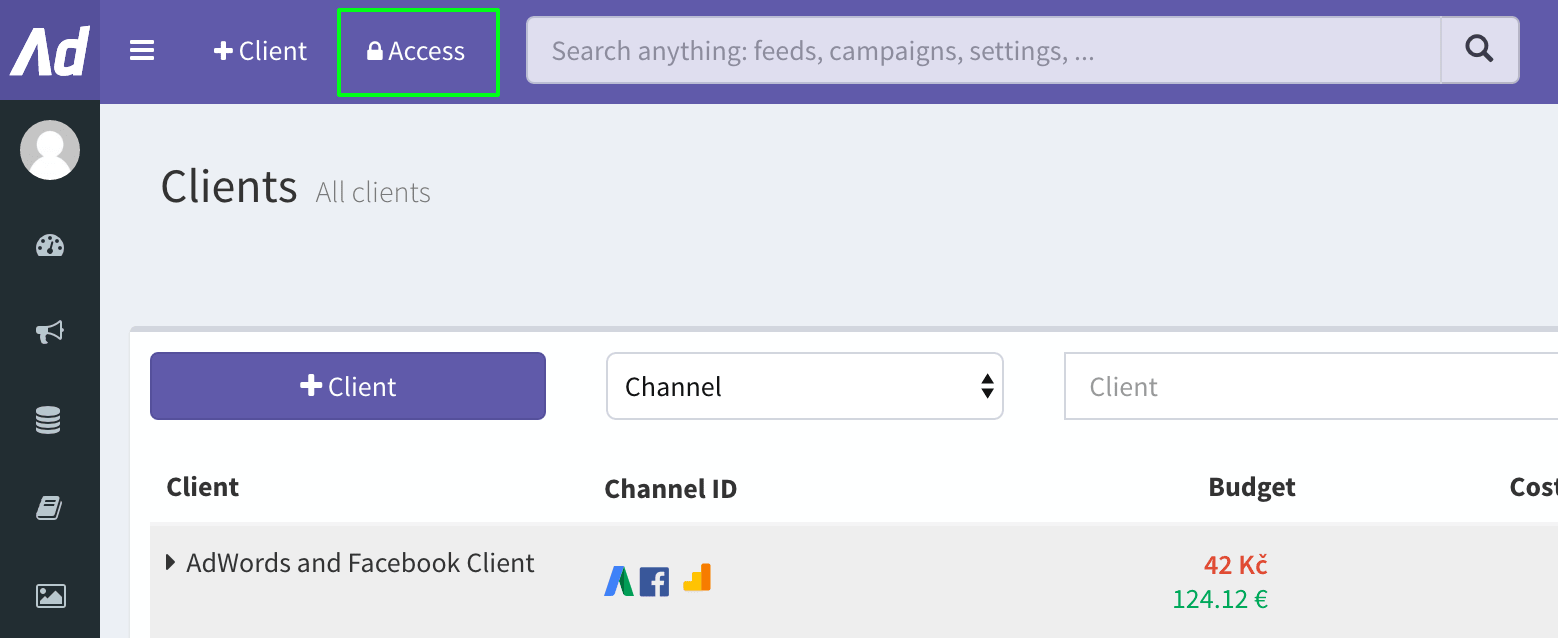 Ad
Client
Access
Search anything: feeds, campaigns, settings, ...
Clients All clients
Client
Channel
Client
Client Channel ID Budget Cost
AdWords and Facebook Client
42 Kč
124.12 €